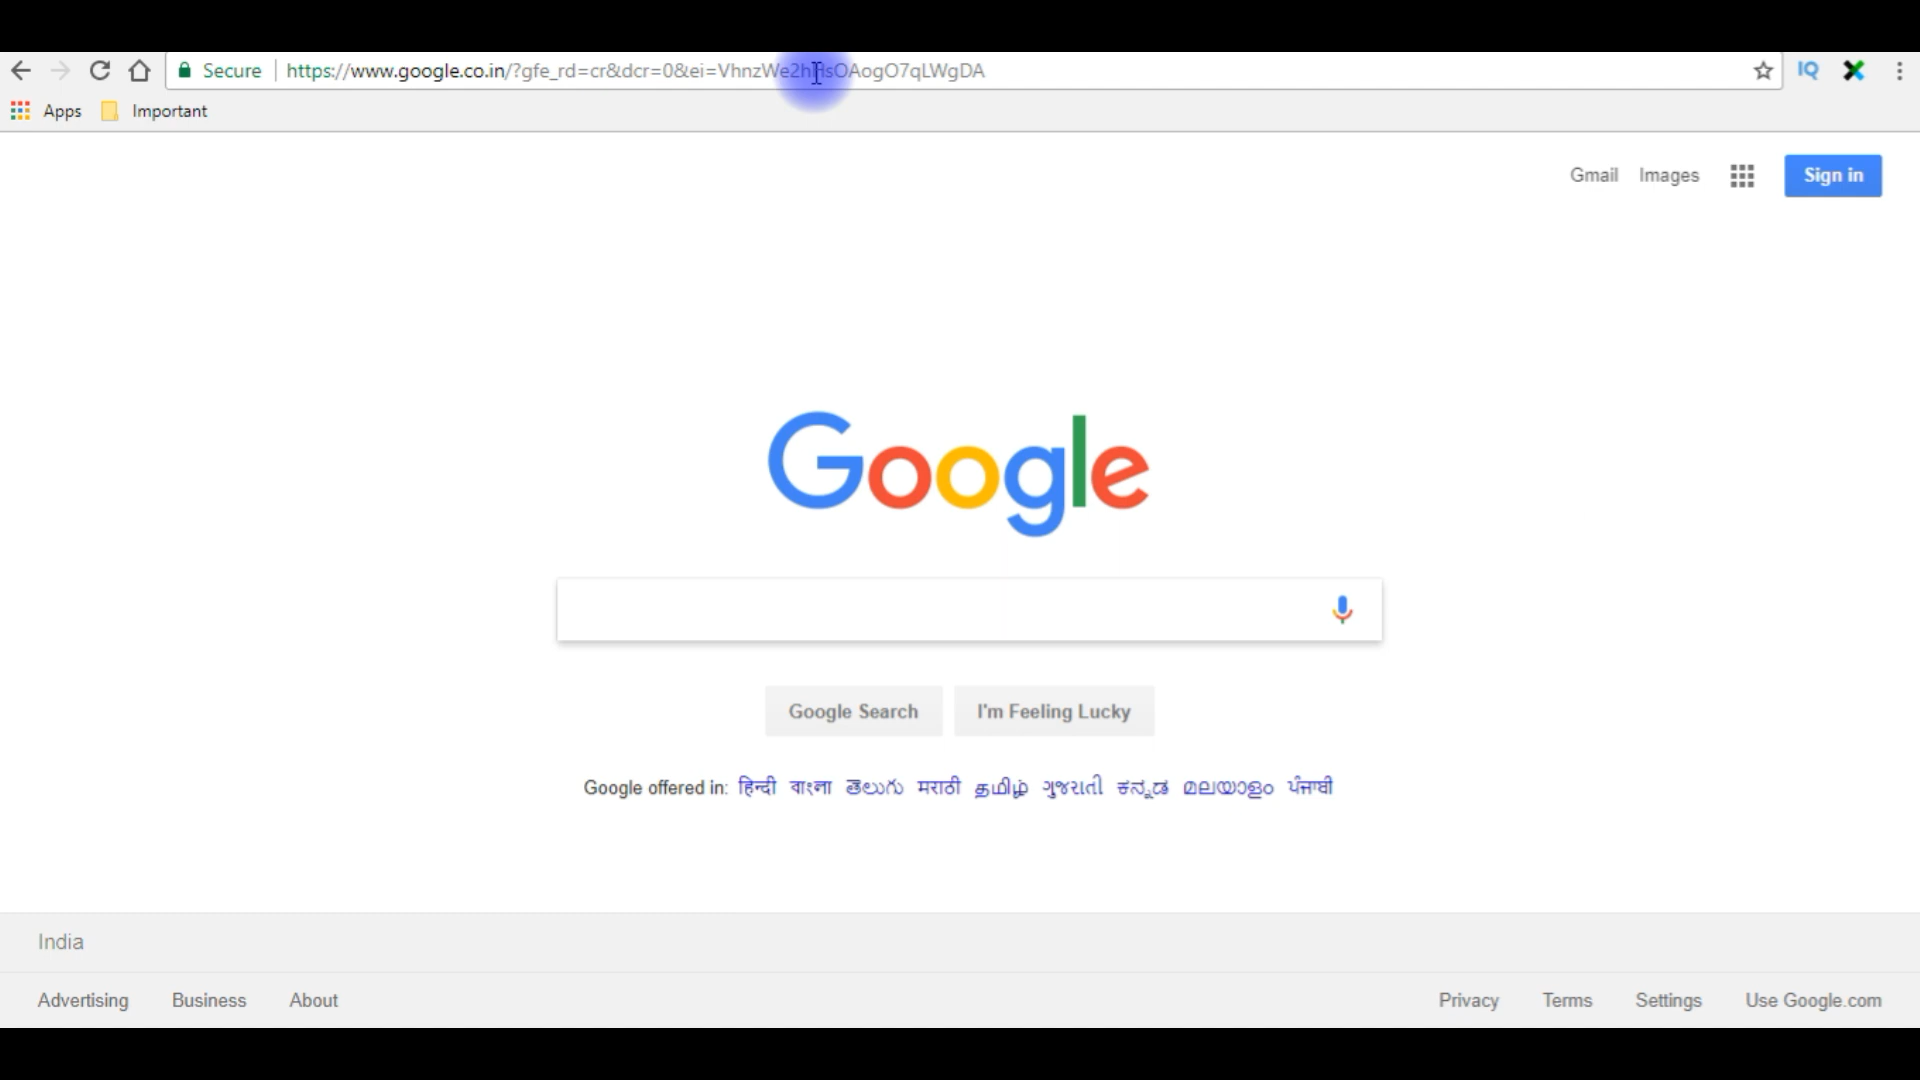 Secure https://www.google.co.in/?gfe_rd=cr&dcr=0&ei=VhnzWe2hHsOAogO7qLWgDA IQ
Apps Important
Gmail Images Sign in
Google
Google Search I'm Feeling Lucky
Google offered in: हिन्दी বাংলা తెలుగు मराठी தமிழ் ગુજરાતી ಕನ್ನಡ മലയാളം ਪੰਜਾਬੀ
India
Advertising Business About Privacy Terms Settings Use Google.com